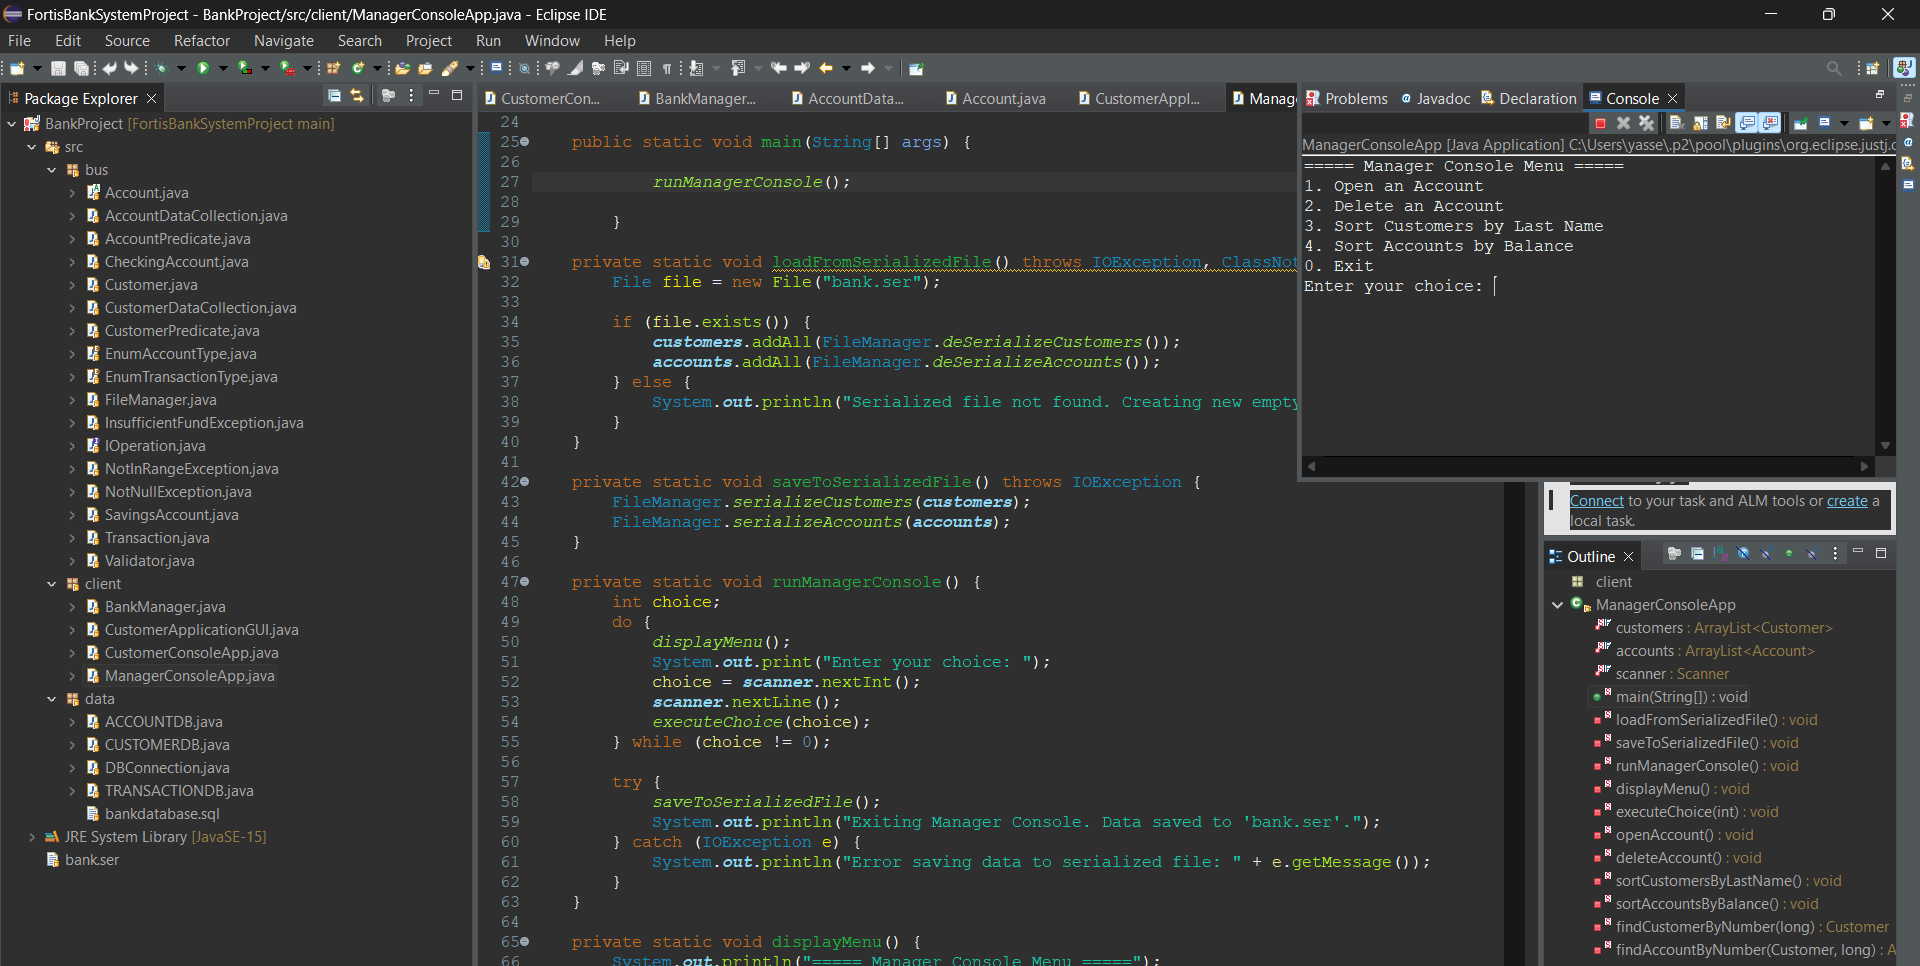 FortisBankSystemProject - BankProject/src/client/ManagerConsoleApp.java - Eclipse IDE
File Edit Source Refactor Navigate Search Project Run Window Help
Package Explorer
BankProject [FortisBankSystemProject main]
src
bus
Account.java
AccountDataCollection.java
AccountPredicate.java
CheckingAccount.java
Customer.java
CustomerDataCollection.java
CustomerPredicate.java
EnumAccountType.java
EnumTransactionType.java
FileManager.java
InsufficientFundException.java
IOperation.java
NotInRangeException.java
NotNullException.java
SavingsAccount.java
Transaction.java
Validator.java
client
BankManager.java
CustomerApplicationGUI.java
CustomerConsoleApp.java
ManagerConsoleApp.java
data
ACCOUNTDB.java
CUSTOMERDB.java
DBConnection.java
TRANSACTIONDB.java
bankdatabase.sql
JRE System Library [JavaSE-15]
bank.ser
CustomerCon... BankManager... AccountData... Account.java CustomerAppl... Manag
24
25 public static void main(String[] args) {
26
27 runManagerConsole();
28
29 }
30
31 private static void loadFromSerializedFile() throws IOException, ClassNot
32 File file = new File("bank.ser");
33
34 if (file.exists()) {
35 customers.addAll(FileManager.deSerializeCustomers());
36 accounts.addAll(FileManager.deSerializeAccounts());
37 } else {
38 System.out.println("Serialized file not found. Creating new empty
39 }
40 }
41
42 private static void saveToSerializedFile() throws IOException {
43 FileManager.serializeCustomers(customers);
44 FileManager.serializeAccounts(accounts);
45 }
46
47 private static void runManagerConsole() {
48 int choice;
49 do {
50 displayMenu();
51 System.out.print("Enter your choice: ");
52 choice = scanner.nextInt();
53 scanner.nextLine();
54 executeChoice(choice);
55 } while (choice != 0);
56
57 try {
58 saveToSerializedFile();
59 System.out.println("Exiting Manager Console. Data saved to 'bank.ser'.");
60 } catch (IOException e) {
61 System.out.println("Error saving data to serialized file: " + e.getMessage());
62 }
63 }
64
65 private static void displayMenu() {
66 System.out.println("===== Manager Console Menu =====");
Problems Javadoc Declaration Console
ManagerConsoleApp [Java Application] C:\Users\yasse\.p2\pool\plugins\org.eclipse.justj.c
===== Manager Console Menu =====
1. Open an Account
2. Delete an Account
3. Sort Customers by Last Name
4. Sort Accounts by Balance
0. Exit
Enter your choice:
Connect to your task and ALM tools or create a
local task.
Outline
client
ManagerConsoleApp
customers : ArrayList<Customer>
accounts : ArrayList<Account>
scanner : Scanner
main(String[]) : void
loadFromSerializedFile() : void
saveToSerializedFile() : void
runManagerConsole() : void
displayMenu() : void
executeChoice(int) : void
openAccount() : void
deleteAccount() : void
sortCustomersByLastName() : void
sortAccountsByBalance() : void
findCustomerByNumber(long) : Customer
findAccountByNumber(Customer, long) : A